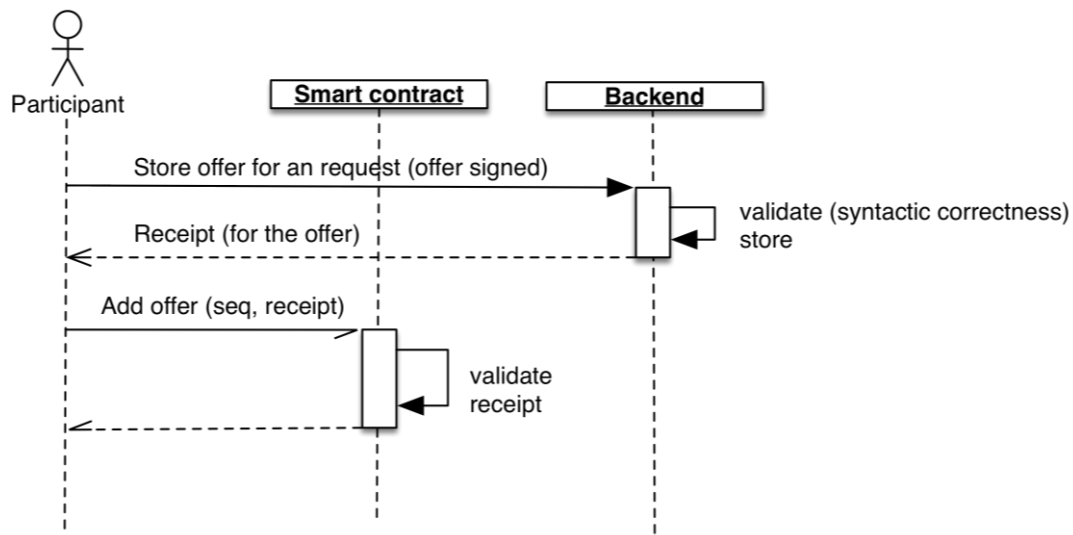 Participant
Smart contract
Backend
Store offer for an request (offer signed)
validate (syntactic correctness)
store
Receipt (for the offer)
Add offer (seq, receipt)
validate
receipt